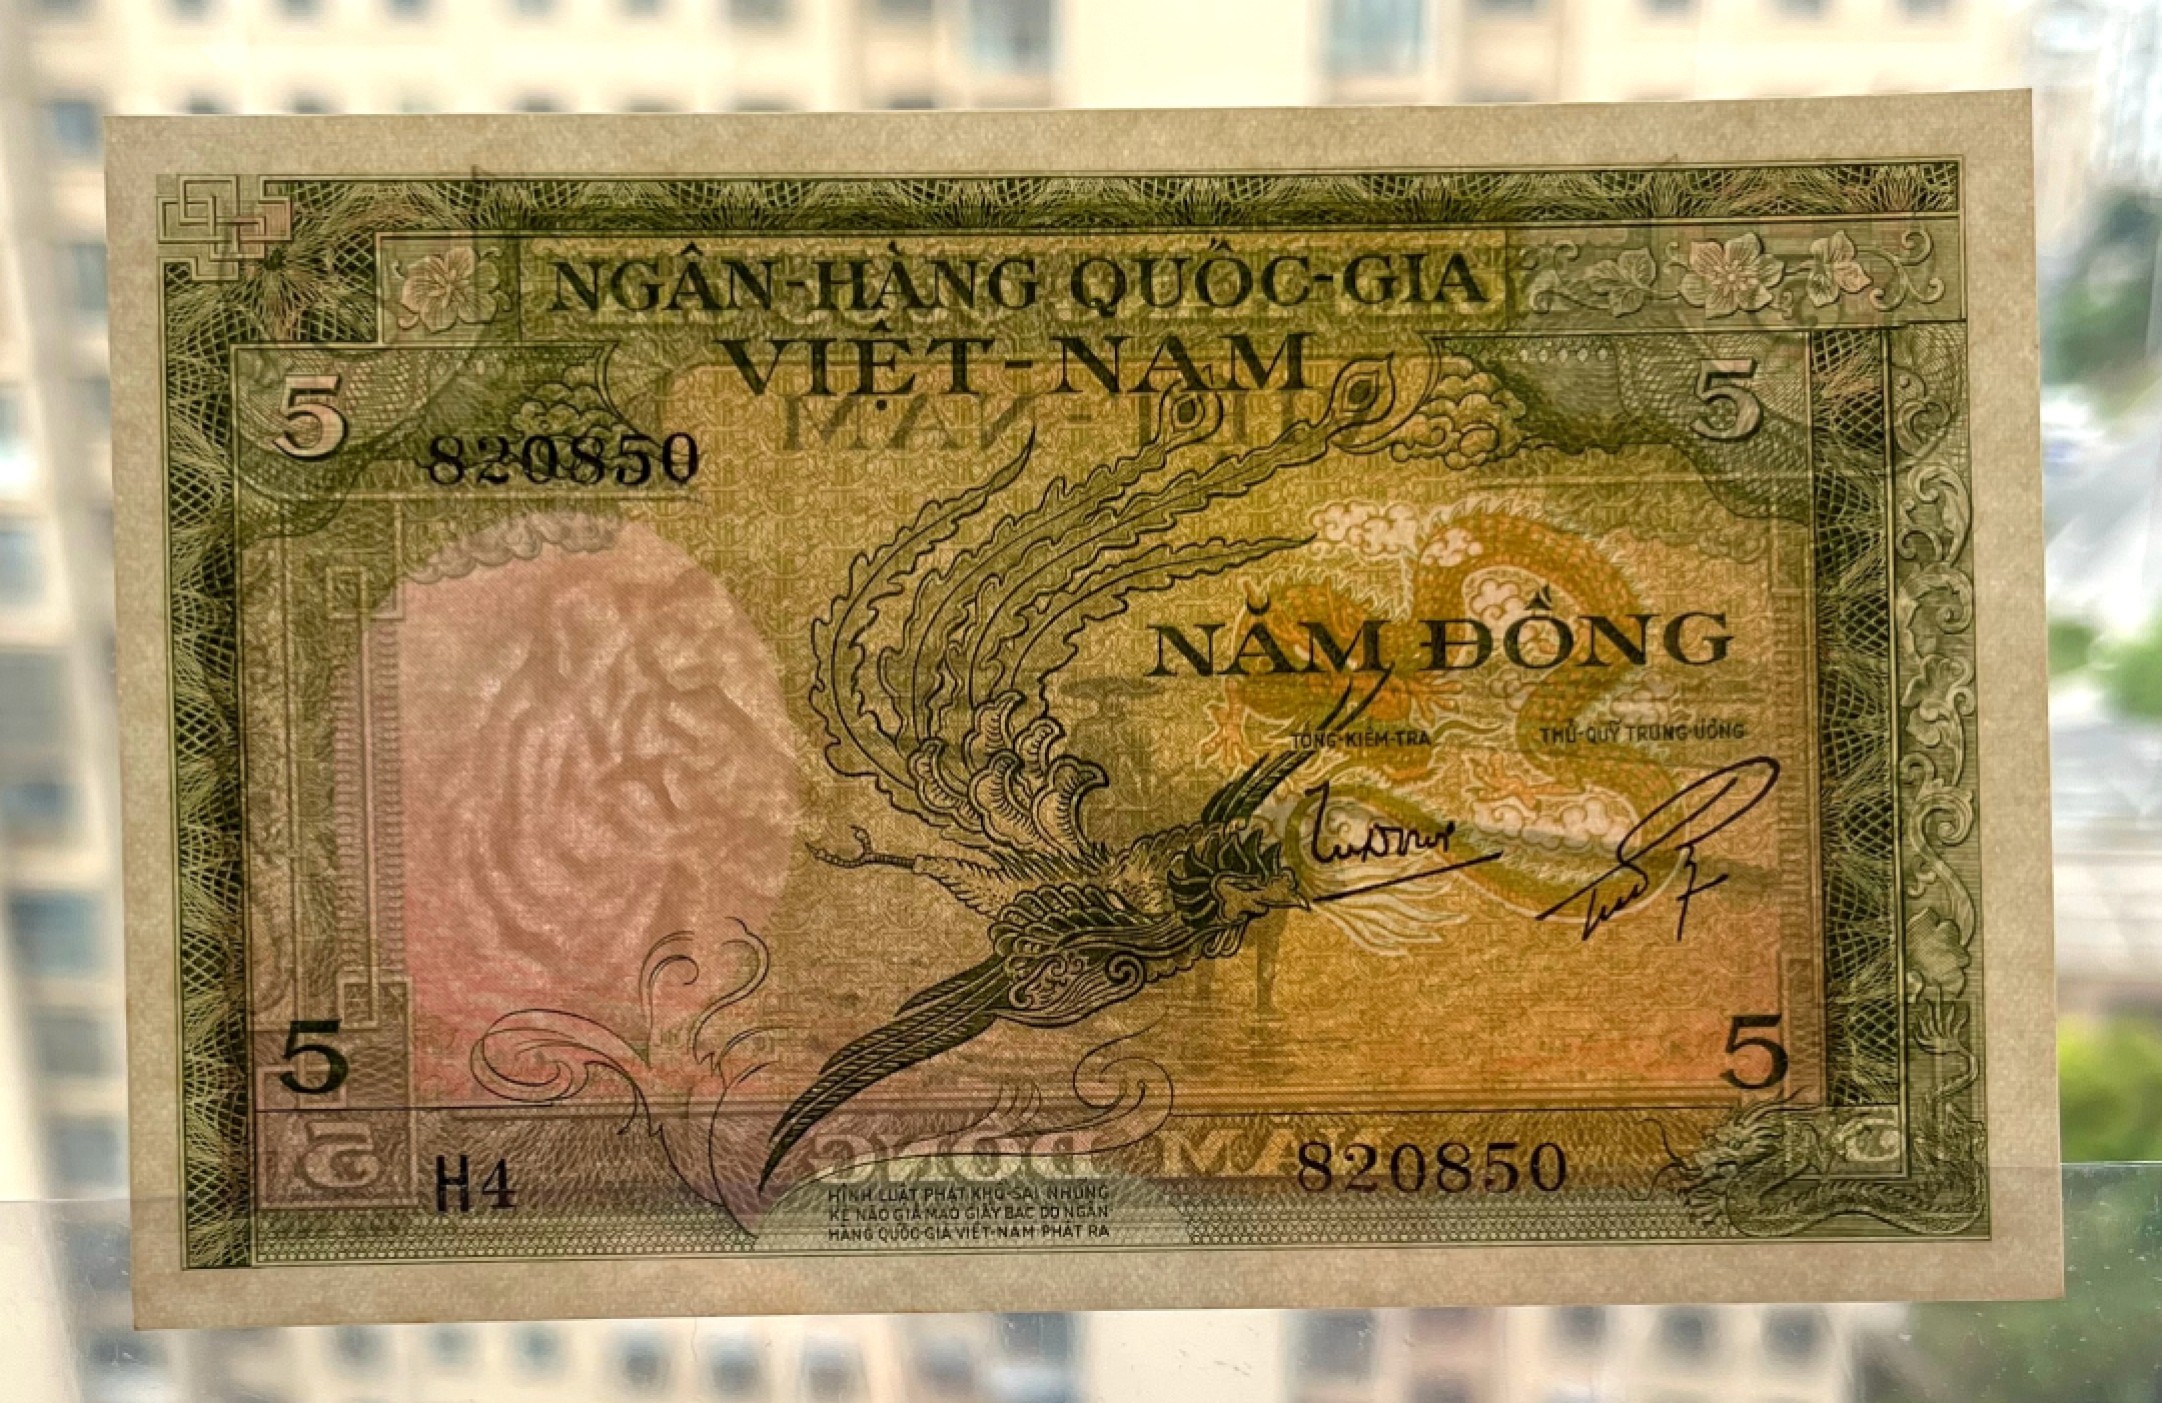 NGÂN-HÀNG QUỐC-GIA
VIỆT-NAM
5
5
820850
NĂM ĐỒNG
TỔNG-KIỂM-TRA
THỦ-QUỸ TRUNG-ƯƠNG
5
5
H4
820850
HÌNH LUẬT PHẠT KHỔ-SAI NHỮNG
KẺ NÀO GIẢ MẠO GIẤY BẠC DO NGÂN
HÀNG QUỐC-GIA VIỆT-NAM PHÁT RA